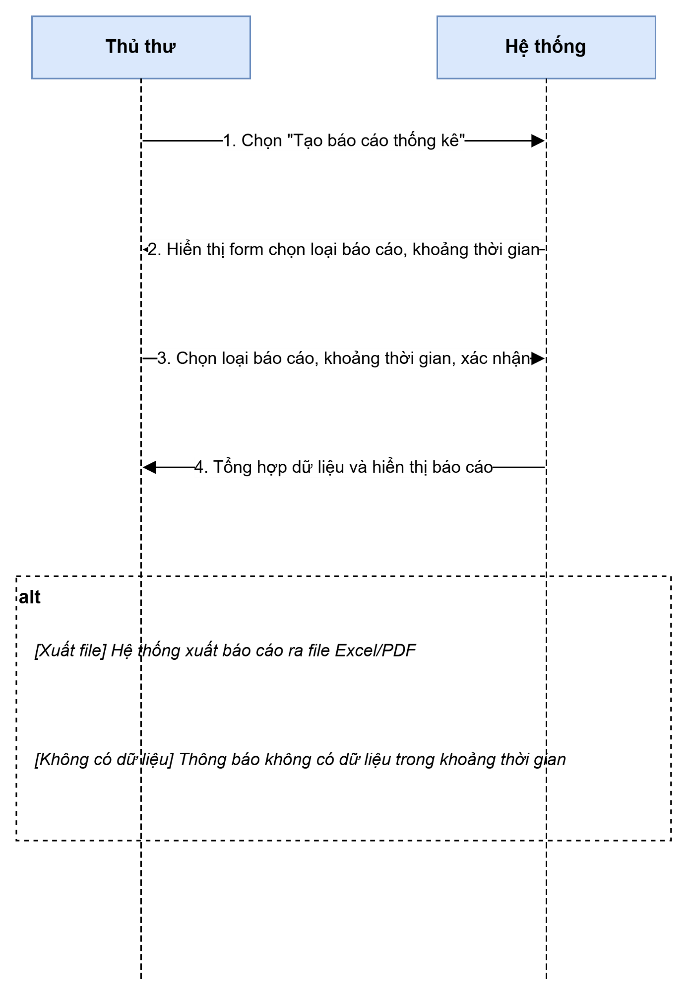 Thủ thư
Hệ thống
1. Chọn "Tạo báo cáo thống kê"
2. Hiển thị form chọn loại báo cáo, khoảng thời gian
3. Chọn loại báo cáo, khoảng thời gian, xác nhận
4. Tổng hợp dữ liệu và hiển thị báo cáo
alt
[Xuất file] Hệ thống xuất báo cáo ra file Excel/PDF
[Không có dữ liệu] Thông báo không có dữ liệu trong khoảng thời gian